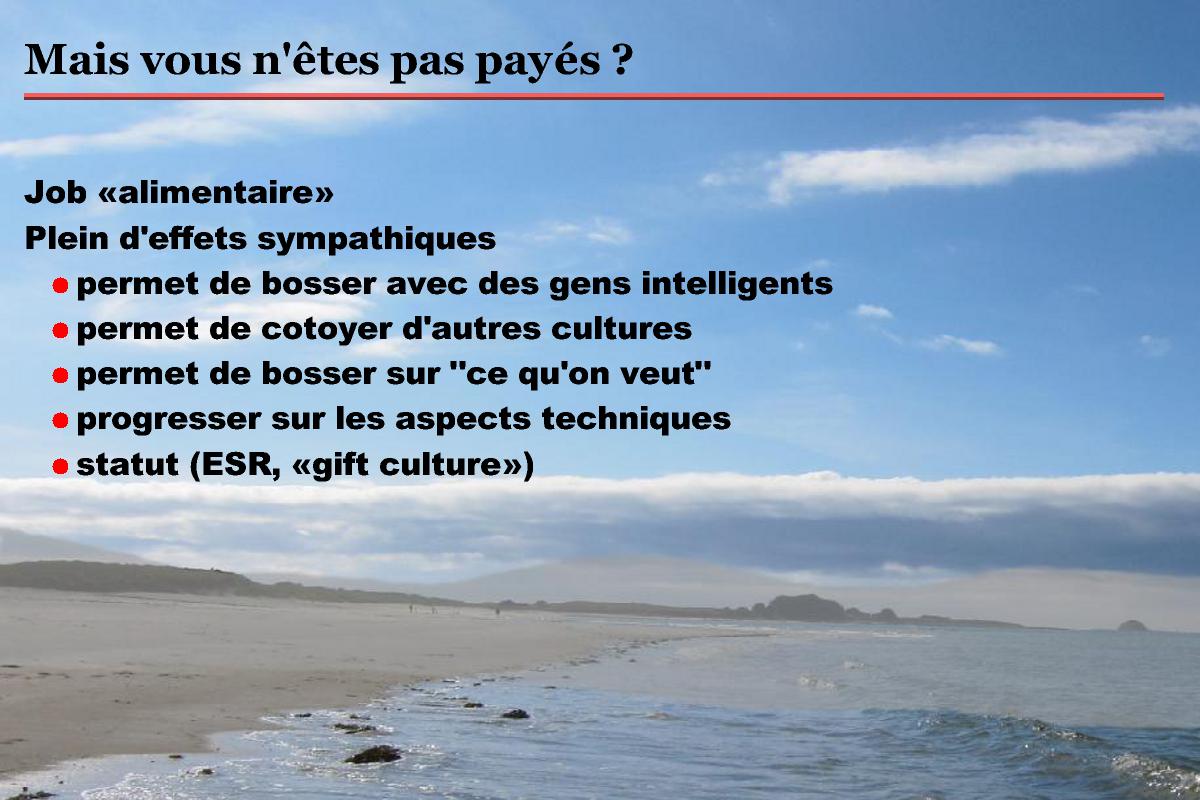 Mais vous n'êtes pas payés ?
Job «alimentaire»
Plein d'effets sympathiques
permet de bosser avec des gens intelligents
permet de cotoyer d'autres cultures
permet de bosser sur "ce qu'on veut"
progresser sur les aspects techniques
statut (ESR, «gift culture»)